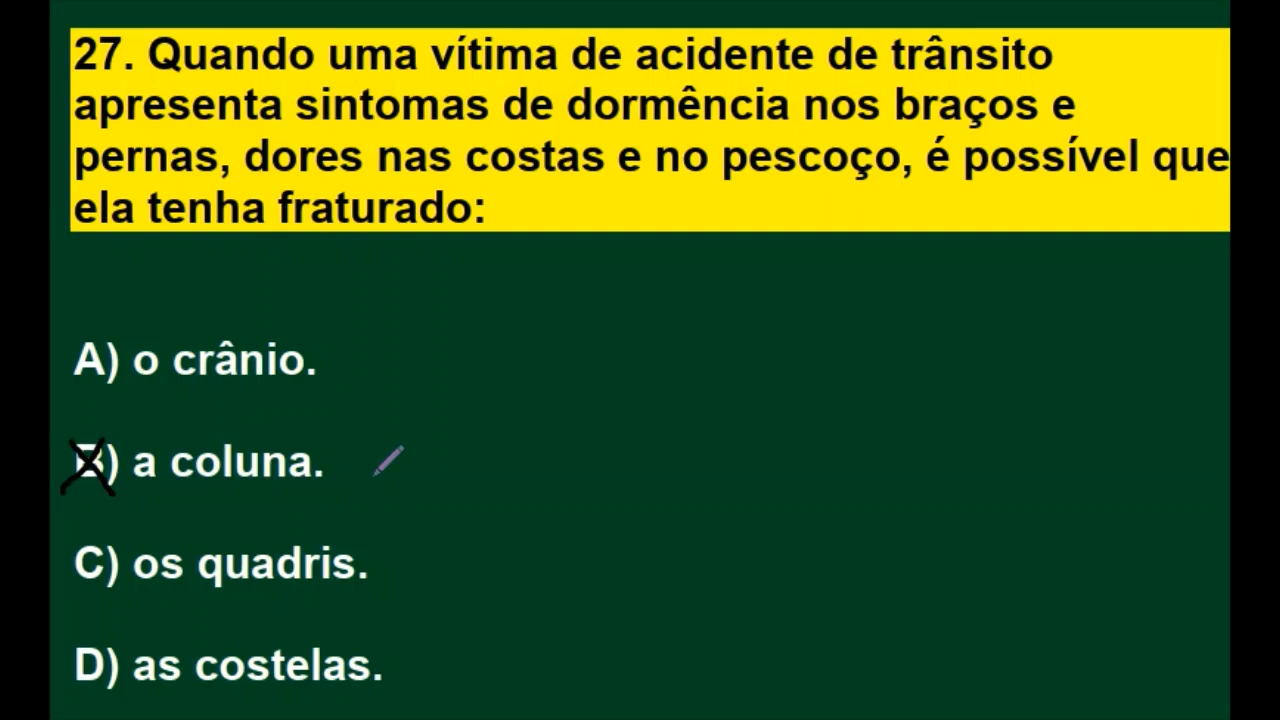 27. Quando uma vítima de acidente de trânsito
apresenta sintomas de dormência nos braços e
pernas, dores nas costas e no pescoço, é possível que
ela tenha fraturado:
A) o crânio.
B) a coluna.
C) os quadris.
D) as costelas.